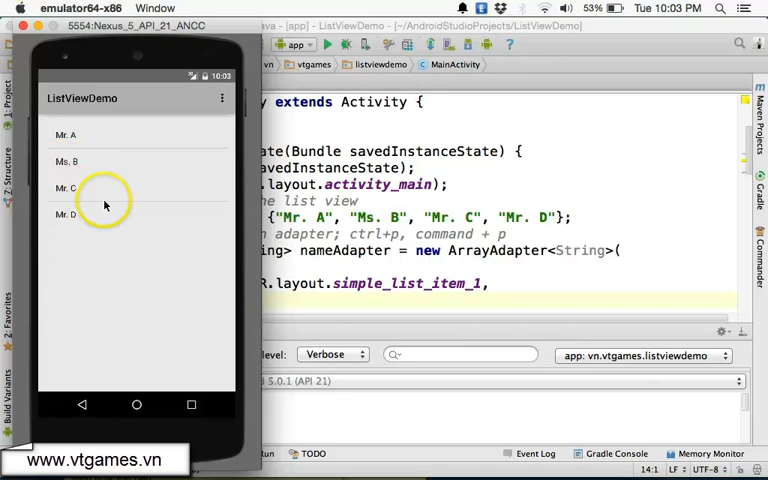 emulator64-x86 Window 53% Tue 10:03 PM
5554:Nexus_5_API_21_ANCC
java - [app] - [~/AndroidStudioProjects/ListViewDemo]
app
vn vtgames listviewdemo MainActivity
10:03
ListViewDemo
Mr. A
Ms. B
Mr. C
Mr. D
y extends Activity {
ate(Bundle savedInstanceState) {
avedInstanceState);
.layout.activity_main);
he list view
{"Mr. A", "Ms. B", "Mr. C", "Mr. D"};
n adapter; ctrl+p, command + p
ing> nameAdapter = new ArrayAdapter<String>(
R.layout.simple_list_item_1,
level: Verbose app: vn.vtgames.listviewdemo
5.0.1 (API 21)
1: Project
7: Structure
2: Favorites
Build Variants
Maven Projects
Gradle
Commander
Run TODO Event Log Gradle Console Memory Monitor
14:1 LF UTF-8
www.vtgames.vn